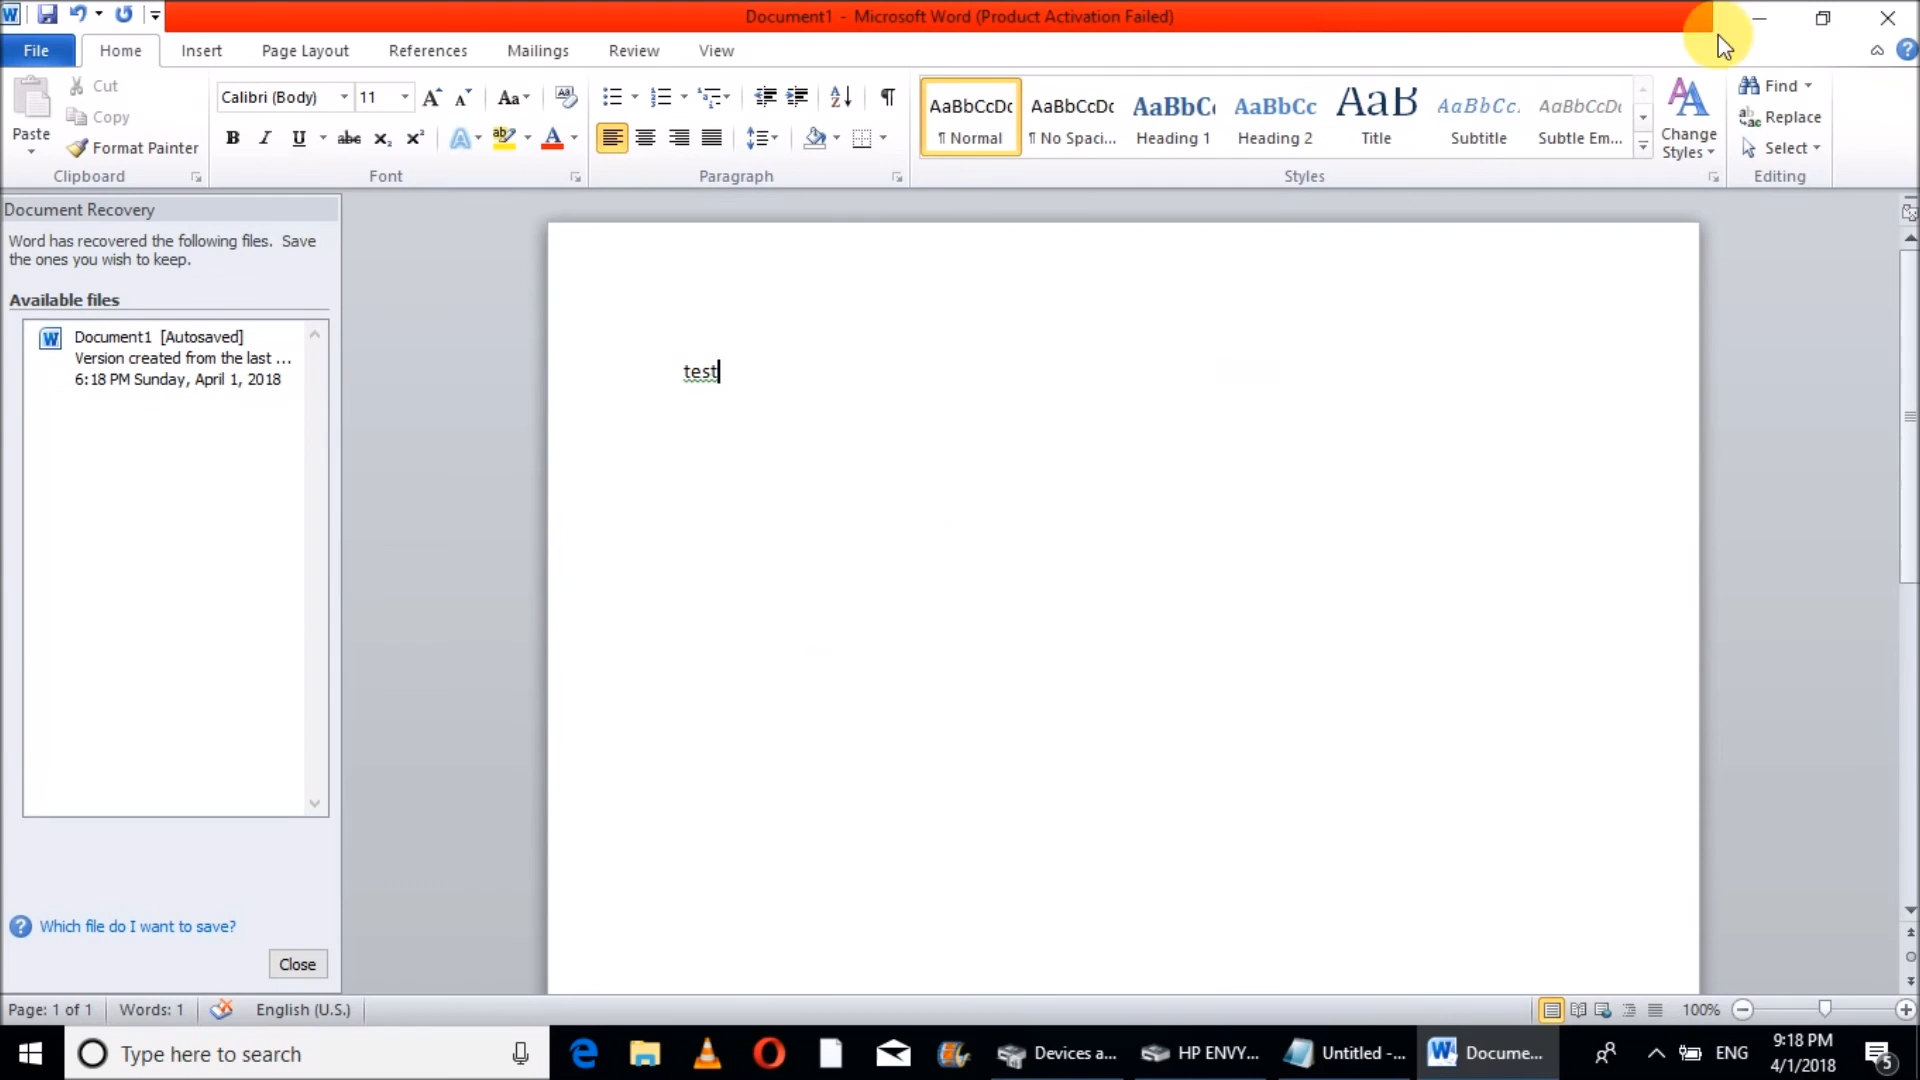 Document1 - Microsoft Word (Product Activation Failed)
File Home Insert Page Layout References Mailings Review View
Paste
Cut
Copy
Format Painter
Clipboard
Calibri (Body) 11
Font
Paragraph
AaBbCcDc AaBbCcDc AaBbC AaBbCc AaB AaBbCc. AaBbCcDc
¶ Normal ¶ No Spaci... Heading 1 Heading 2 Title Subtitle Subtle Em...
Change
Styles
Styles
Find
Replace
Select
Editing
Document Recovery
Word has recovered the following files. Save
the ones you wish to keep.
Available files
Document1 [Autosaved]
Version created from the last ...
6:18 PM Sunday, April 1, 2018
Which file do I want to save?
Close
test
Page: 1 of 1 Words: 1 English (U.S.) 100%
Type here to search
Devices a... HP ENVY... Untitled -... Docume...
ENG
9:18 PM
4/1/2018
5